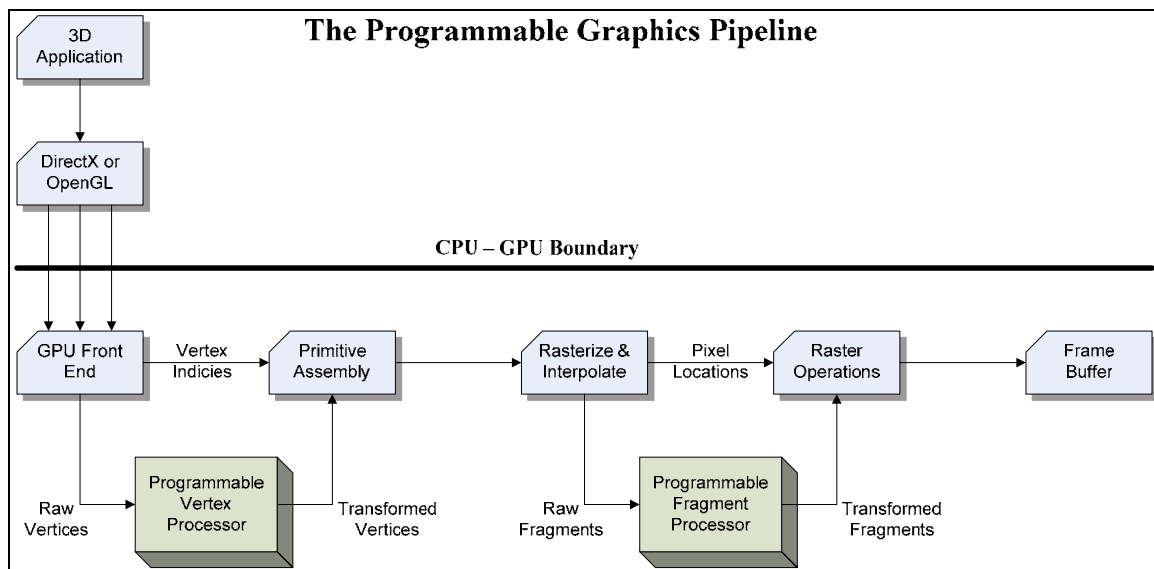 The Programmable Graphics Pipeline
3D
Application
DirectX or
OpenGL
CPU – GPU Boundary
GPU Front
End
Vertex
Indicies
Primitive
Assembly
Rasterize &
Interpolate
Pixel
Locations
Raster
Operations
Frame
Buffer
Raw
Vertices
Programmable
Vertex
Processor
Transformed
Vertices
Raw
Fragments
Programmable
Fragment
Processor
Transformed
Fragments